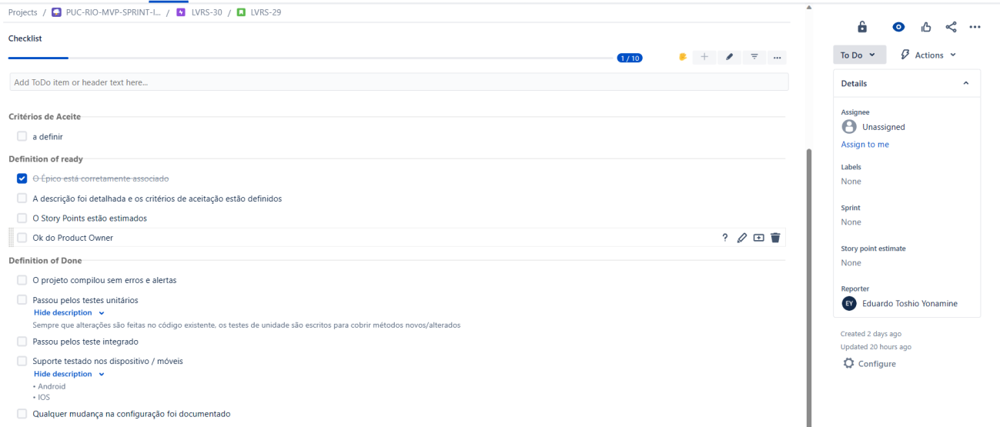 Projects / PUC-RIO-MVP-SPRINT-I... / LVRS-30 / LVRS-29
Checklist
1 / 10
Add ToDo item or header text here...
Critérios de Aceite
a definir
Definition of ready
O Épico está corretamente associado
A descrição foi detalhada e os critérios de aceitação estão definidos
O Story Points estão estimados
Ok do Product Owner
?
Definition of Done
O projeto compilou sem erros e alertas
Passou pelos testes unitários
Hide description
Sempre que alterações são feitas no código existente, os testes de unidade são escritos para cobrir métodos novos/alterados
Passou pelos teste integrado
Suporte testado nos dispositivo / móveis
Hide description
• Android
• IOS
Qualquer mudança na configuração foi documentado
To Do
Actions
Details
Assignee
Unassigned
Assign to me
Labels
None
Sprint
None
Story point estimate
None
Reporter
EY Eduardo Toshio Yonamine
Created 2 days ago
Updated 20 hours ago
Configure